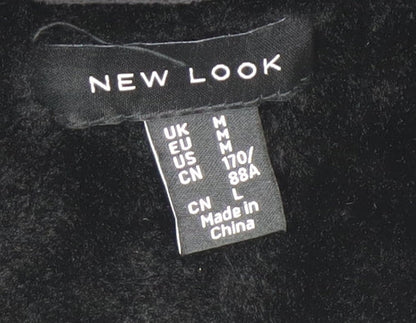 NEW LOOK
UK M
EU M
US M
CN 170/
88A
CN L
Made in
China